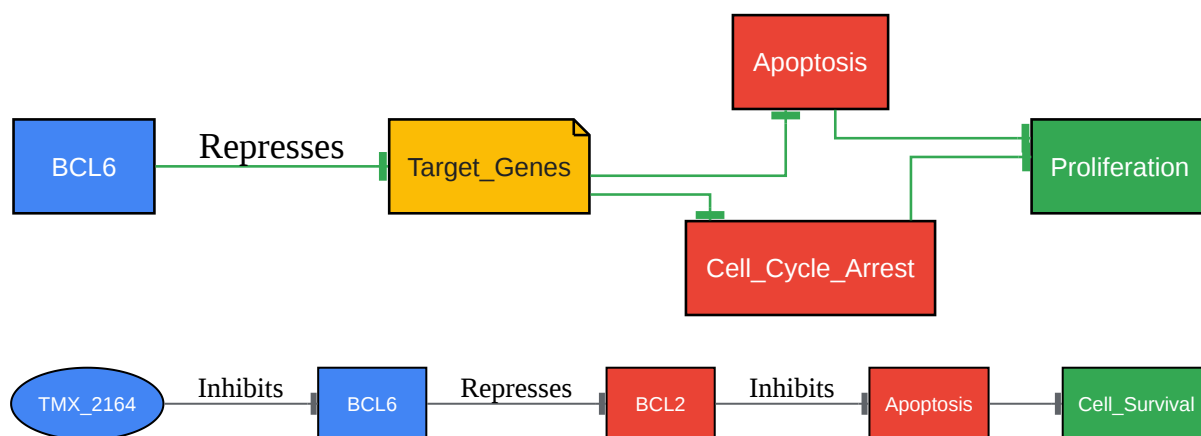 Apoptosis
BCL6
Represses
Target_Genes
Proliferation
Cell_Cycle_Arrest
TMX_2164
Inhibits
BCL6
Represses
BCL2
Inhibits
Apoptosis
Cell_Survival